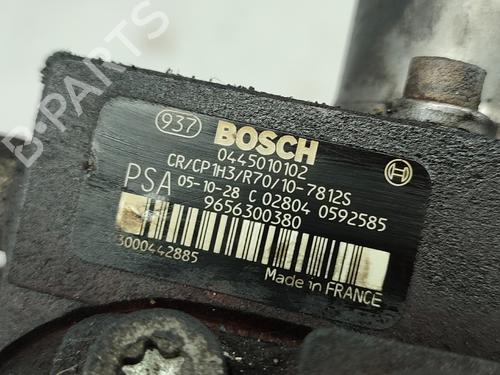 B-PARTS
937 BOSCH
0445010102
CR/CP1H3/R70/10-7812S
PSA 05-10-28 C 02804 0592585
9656300380
3000442885
Made in FRANCE